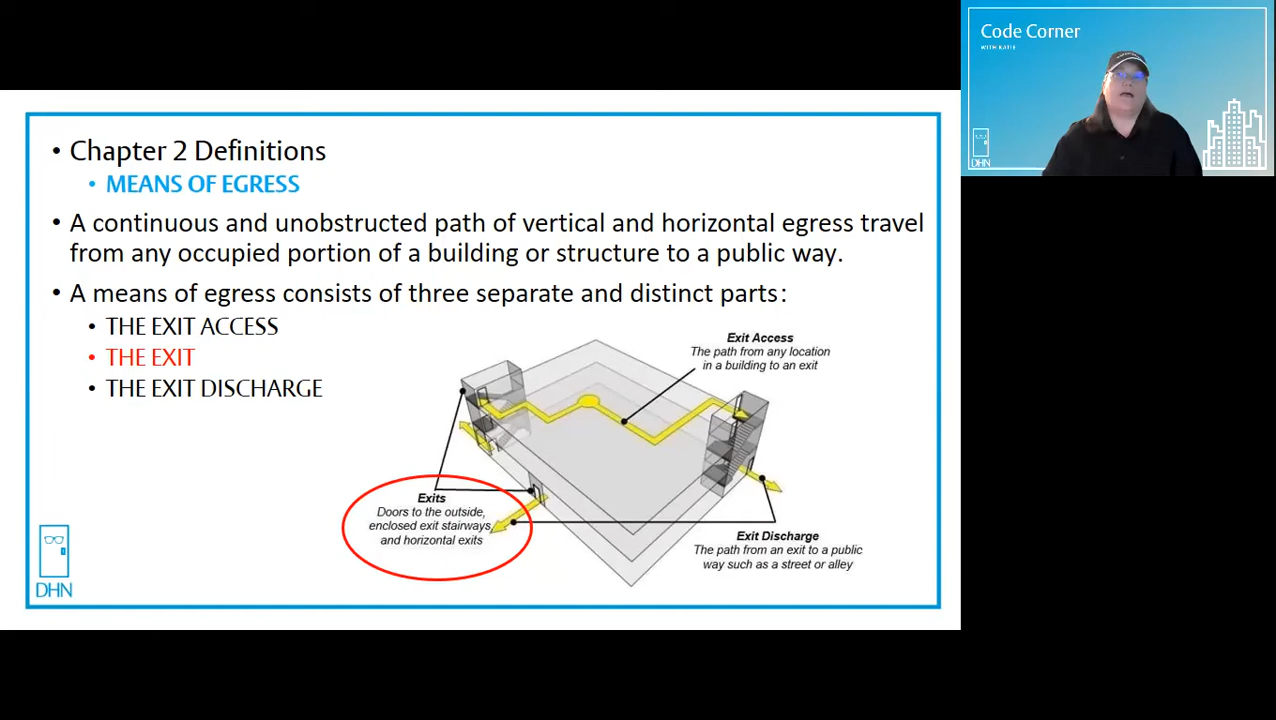 Code Corner
WITH KATIE
DHN
• Chapter 2 Definitions
• MEANS OF EGRESS
• A continuous and unobstructed path of vertical and horizontal egress travel
from any occupied portion of a building or structure to a public way.
• A means of egress consists of three separate and distinct parts:
• THE EXIT ACCESS
• THE EXIT
• THE EXIT DISCHARGE
Exit Access
The path from any location
in a building to an exit
Exits
Doors to the outside,
enclosed exit stairways,
and horizontal exits
Exit Discharge
The path from an exit to a public
way such as a street or alley
DHN